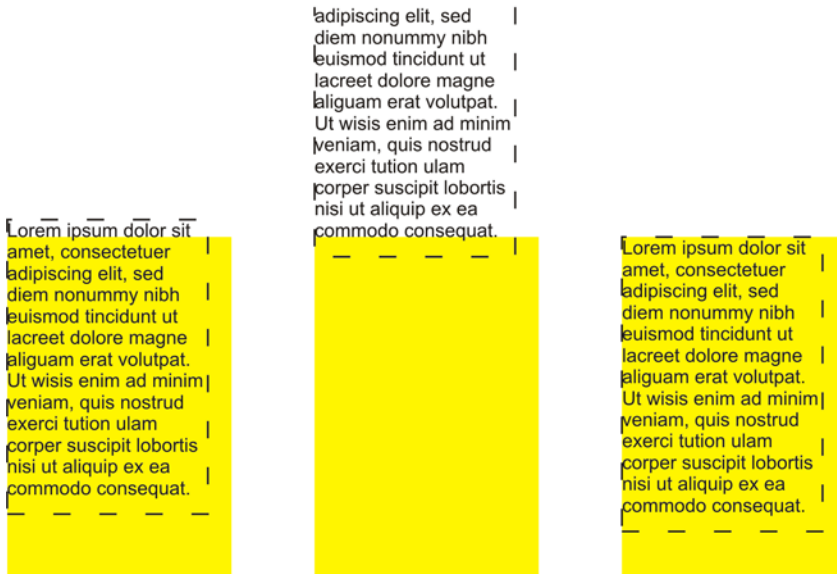 Lorem ipsum dolor sit
amet, consectetuer
adipiscing elit, sed
diem nonummy nibh
euismod tincidunt ut
lacreet dolore magne
aliguam erat volutpat.
Ut wisis enim ad minim
veniam, quis nostrud
exerci tution ulam
corper suscipit lobortis
nisi ut aliquip ex ea
commodo consequat.
adipiscing elit, sed
diem nonummy nibh
euismod tincidunt ut
lacreet dolore magne
aliguam erat volutpat.
Ut wisis enim ad minim
veniam, quis nostrud
exerci tution ulam
corper suscipit lobortis
nisi ut aliquip ex ea
commodo consequat.
Lorem ipsum dolor sit
amet, consectetuer
adipiscing elit, sed
diem nonummy nibh
euismod tincidunt ut
lacreet dolore magne
aliguam erat volutpat.
Ut wisis enim ad minim
veniam, quis nostrud
exerci tution ulam
corper suscipit lobortis
nisi ut aliquip ex ea
commodo consequat.